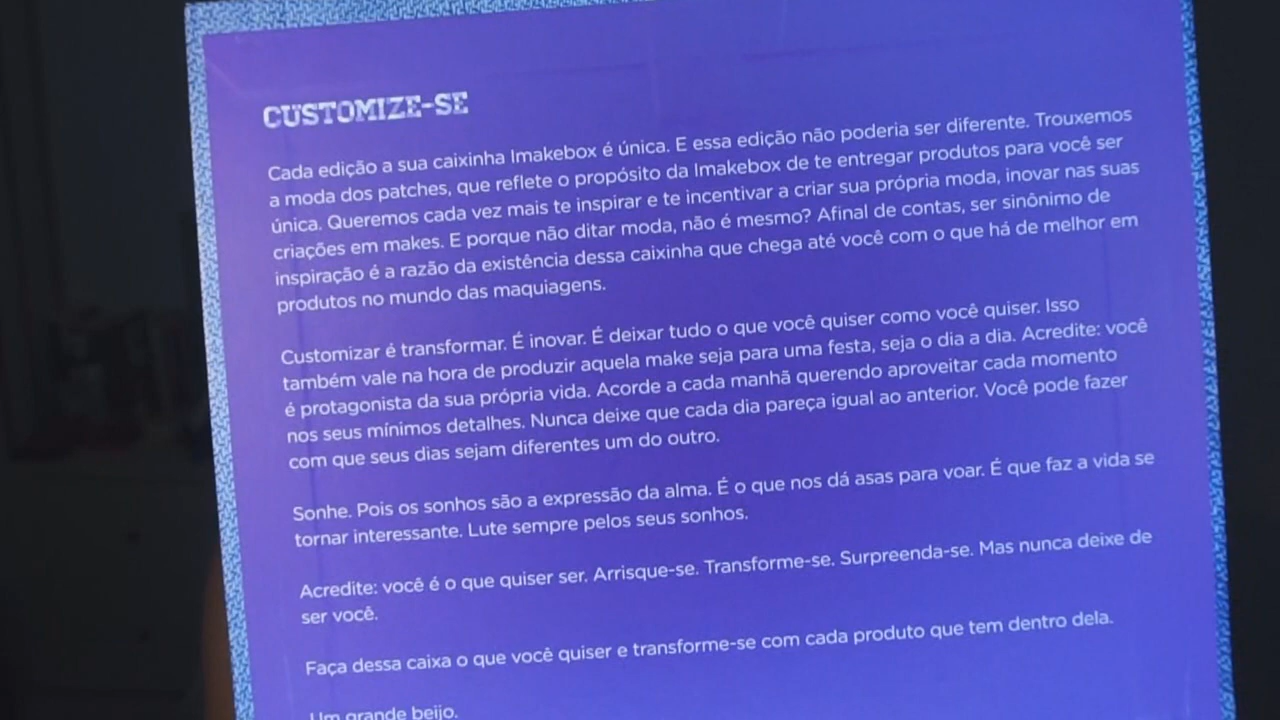 CUSTOMIZE-SE
Cada edição a sua caixinha Imakebox é única. E essa edição não poderia ser diferente. Trouxemos
a moda dos patches, que reflete o propósito da Imakebox de te entregar produtos para você ser
única. Queremos cada vez mais te inspirar e te incentivar a criar sua própria moda, inovar nas suas
criações em makes. E porque não ditar moda, não é mesmo? Afinal de contas, ser sinônimo de
inspiração é a razão da existência dessa caixinha que chega até você com o que há de melhor em
produtos no mundo das maquiagens.
Customizar é transformar. É inovar. É deixar tudo o que você quiser como você quiser. Isso
também vale na hora de produzir aquela make seja para uma festa, seja o dia a dia. Acredite: você
é protagonista da sua própria vida. Acorde a cada manhã querendo aproveitar cada momento
nos seus mínimos detalhes. Nunca deixe que cada dia pareça igual ao anterior. Você pode fazer
com que seus dias sejam diferentes um do outro.
Sonhe. Pois os sonhos são a expressão da alma. É o que nos dá asas para voar. É que faz a vida se
tornar interessante. Lute sempre pelos seus sonhos.
Acredite: você é o que quiser ser. Arrisque-se. Transforme-se. Surpreenda-se. Mas nunca deixe de
ser você.
Faça dessa caixa o que você quiser e transforme-se com cada produto que tem dentro dela.
Um grande beijo.